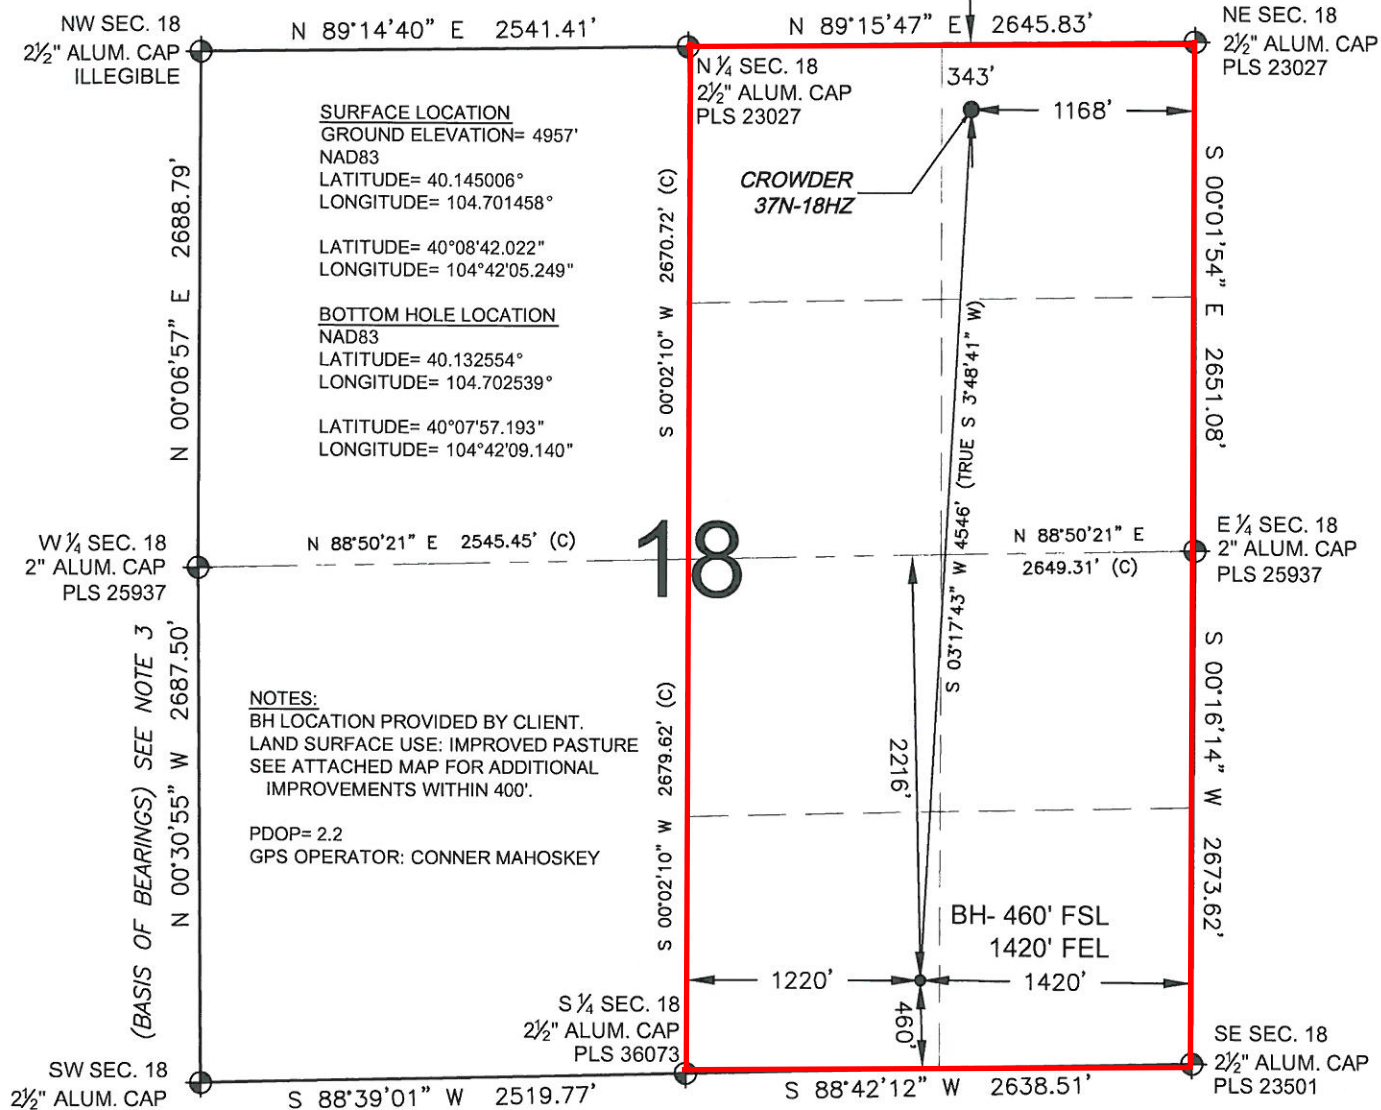 NW SEC. 18
2½" ALUM. CAP
ILLEGIBLE
N 89°14'40" E 2541.41'
N 89°15'47" E 2645.83'
NE SEC. 18
2½" ALUM. CAP
PLS 23027
N ¼ SEC. 18
2½" ALUM. CAP
PLS 23027
343'
1168'
CROWDER
37N-18HZ
SURFACE LOCATION
GROUND ELEVATION= 4957'
NAD83
LATITUDE= 40.145006°
LONGITUDE= 104.701458°
LATITUDE= 40°08'42.022"
LONGITUDE= 104°42'05.249"
BOTTOM HOLE LOCATION
NAD83
LATITUDE= 40.132554°
LONGITUDE= 104.702539°
LATITUDE= 40°07'57.193"
LONGITUDE= 104°42'09.140"
N 00°06'57" E 2688.79'
S 00°02'10" W 2670.72' (C)
S 00°01'54" E 2651.08'
S 03°17'43" W 4546' (TRUE S 3°48'41" W)
W ¼ SEC. 18
2" ALUM. CAP
PLS 25937
N 88°50'21" E 2545.45' (C)
18
N 88°50'21" E
2649.31' (C)
E ¼ SEC. 18
2" ALUM. CAP
PLS 25937
(BASIS OF BEARINGS) SEE NOTE 3
N 00°30'55" W 2687.50'
NOTES:
BH LOCATION PROVIDED BY CLIENT.
LAND SURFACE USE: IMPROVED PASTURE
SEE ATTACHED MAP FOR ADDITIONAL
IMPROVEMENTS WITHIN 400'.
PDOP= 2.2
GPS OPERATOR: CONNER MAHOSKEY
S 00°02'10" W 2679.62' (C)
2216'
S 00°16'14" W 2673.62'
BH- 460' FSL
1420' FEL
1220'
1420'
460'
S ¼ SEC. 18
2½" ALUM. CAP
PLS 36073
SE SEC. 18
2½" ALUM. CAP
PLS 23501
SW SEC. 18
2½" ALUM. CAP
S 88°39'01" W 2519.77'
S 88°42'12" W 2638.51'